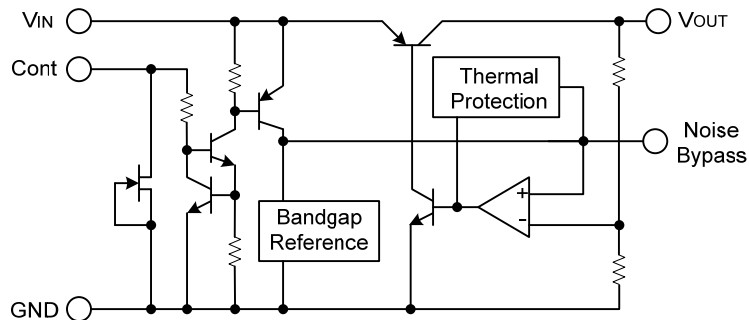 VIN
VOUT
Cont
Thermal
Protection
Noise
Bypass
+
-
Bandgap
Reference
GND